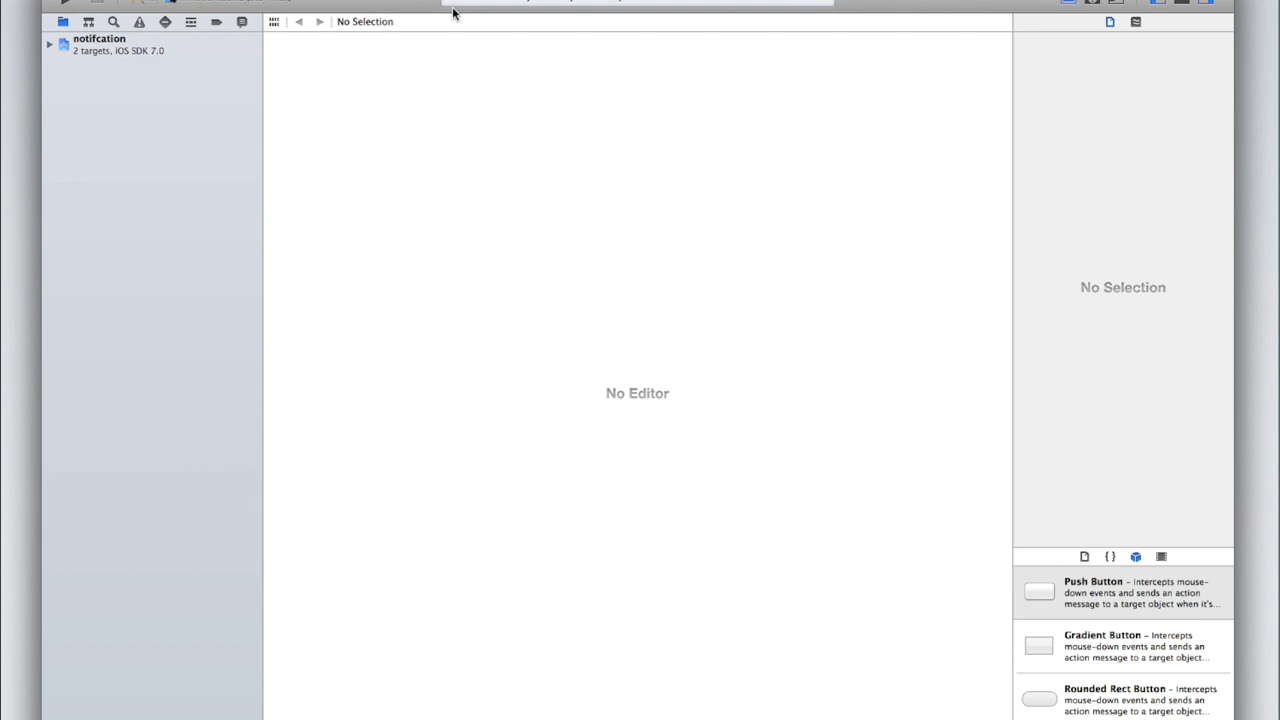 No Selection
notifcation
2 targets, iOS SDK 7.0
No Selection
No Editor
{ }
Push Button – Intercepts mouse-
down events and sends an action
message to a target object when it's...
Gradient Button – Intercepts
mouse-down events and sends an
action message to a target object...
Rounded Rect Button – Intercepts
mouse-down events and sends an
action message to a target object...